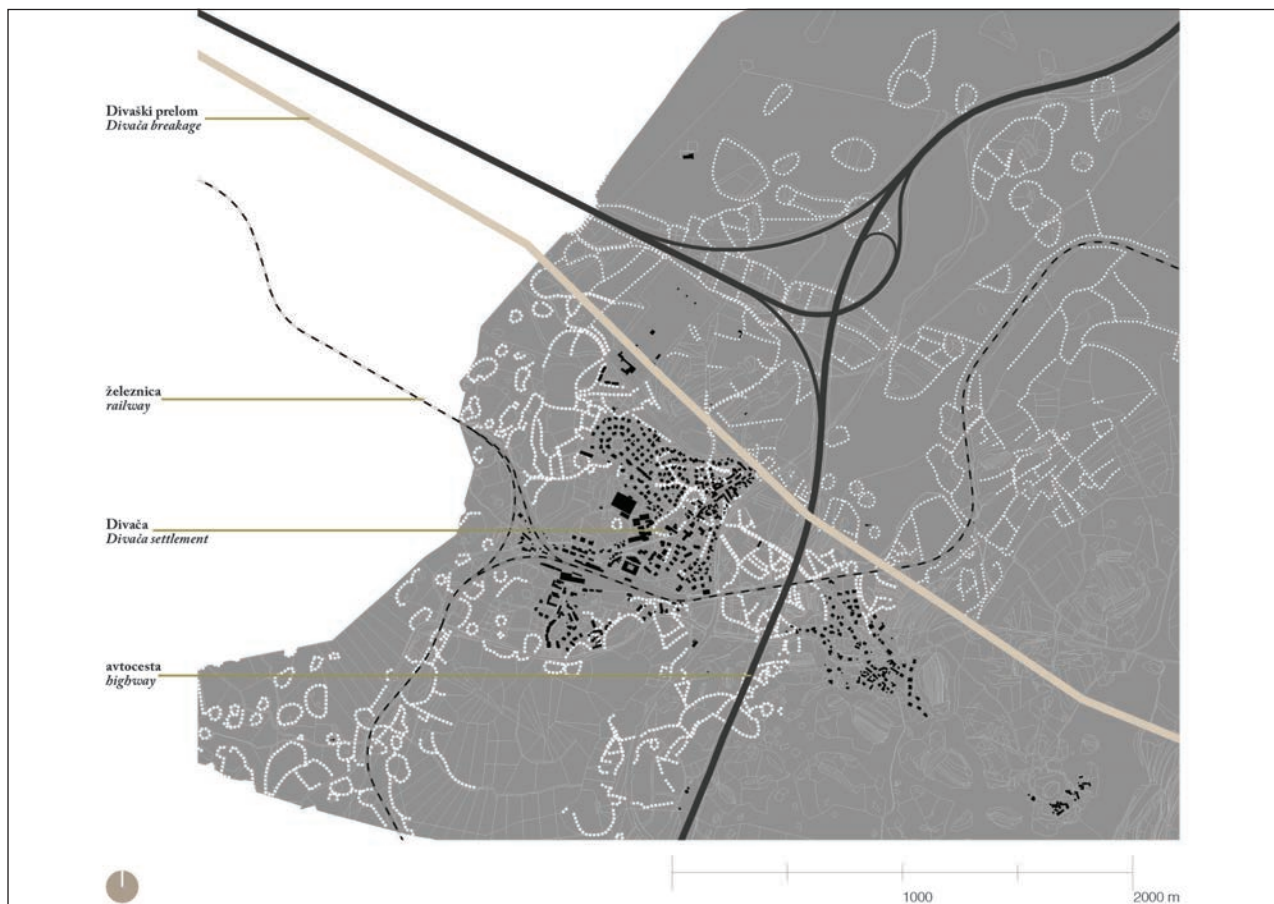 Divaški prelom
Divača breakage
železnica
railway
Divača
Divača settlement
avtocesta
highway
1000
2000 m